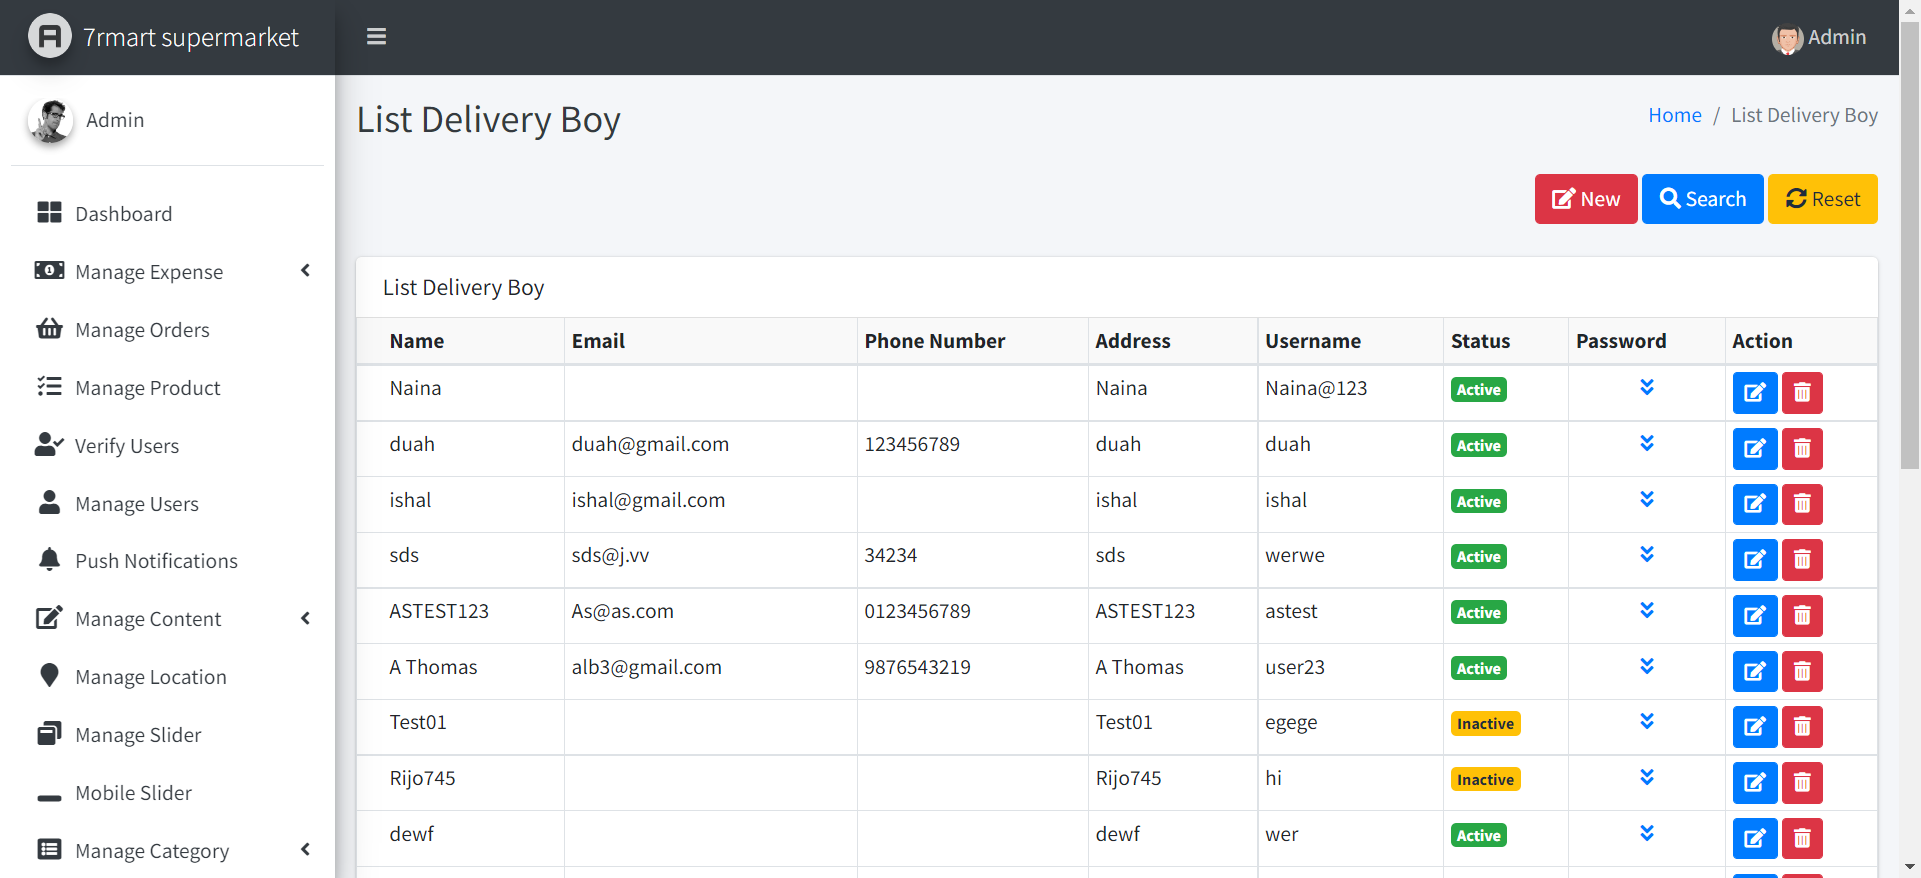 7rmart supermarket
Admin
Admin
List Delivery Boy
Home / List Delivery Boy
Dashboard
Manage Expense
Manage Orders
Manage Product
Verify Users
Manage Users
Push Notifications
Manage Content
Manage Location
Manage Slider
Mobile Slider
Manage Category
New Search Reset
List Delivery Boy
Name Email Phone Number Address Username Status Password Action
Naina Naina Naina@123 Active
duah duah@gmail.com 123456789 duah duah Active
ishal ishal@gmail.com ishal ishal Active
sds sds@j.vv 34234 sds werwe Active
ASTEST123 As@as.com 0123456789 ASTEST123 astest Active
A Thomas alb3@gmail.com 9876543219 A Thomas user23 Active
Test01 Test01 egege Inactive
Rijo745 Rijo745 hi Inactive
dewf dewf wer Active